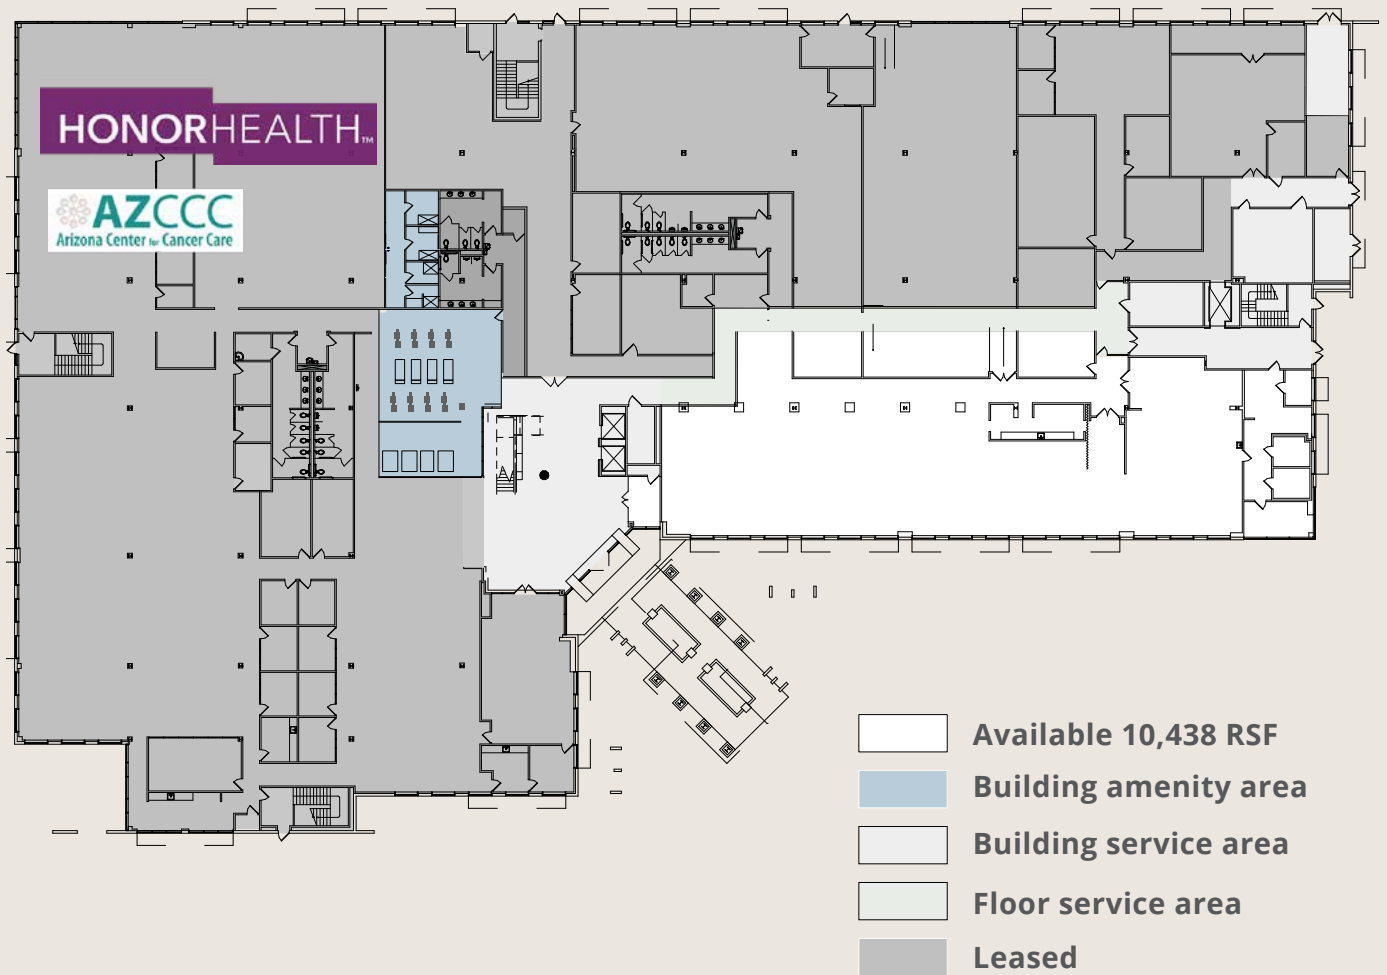 HONORHEALTH™
AZCCC
Arizona Center for Cancer Care
Available 10,438 RSF
Building amenity area
Building service area
Floor service area
Leased